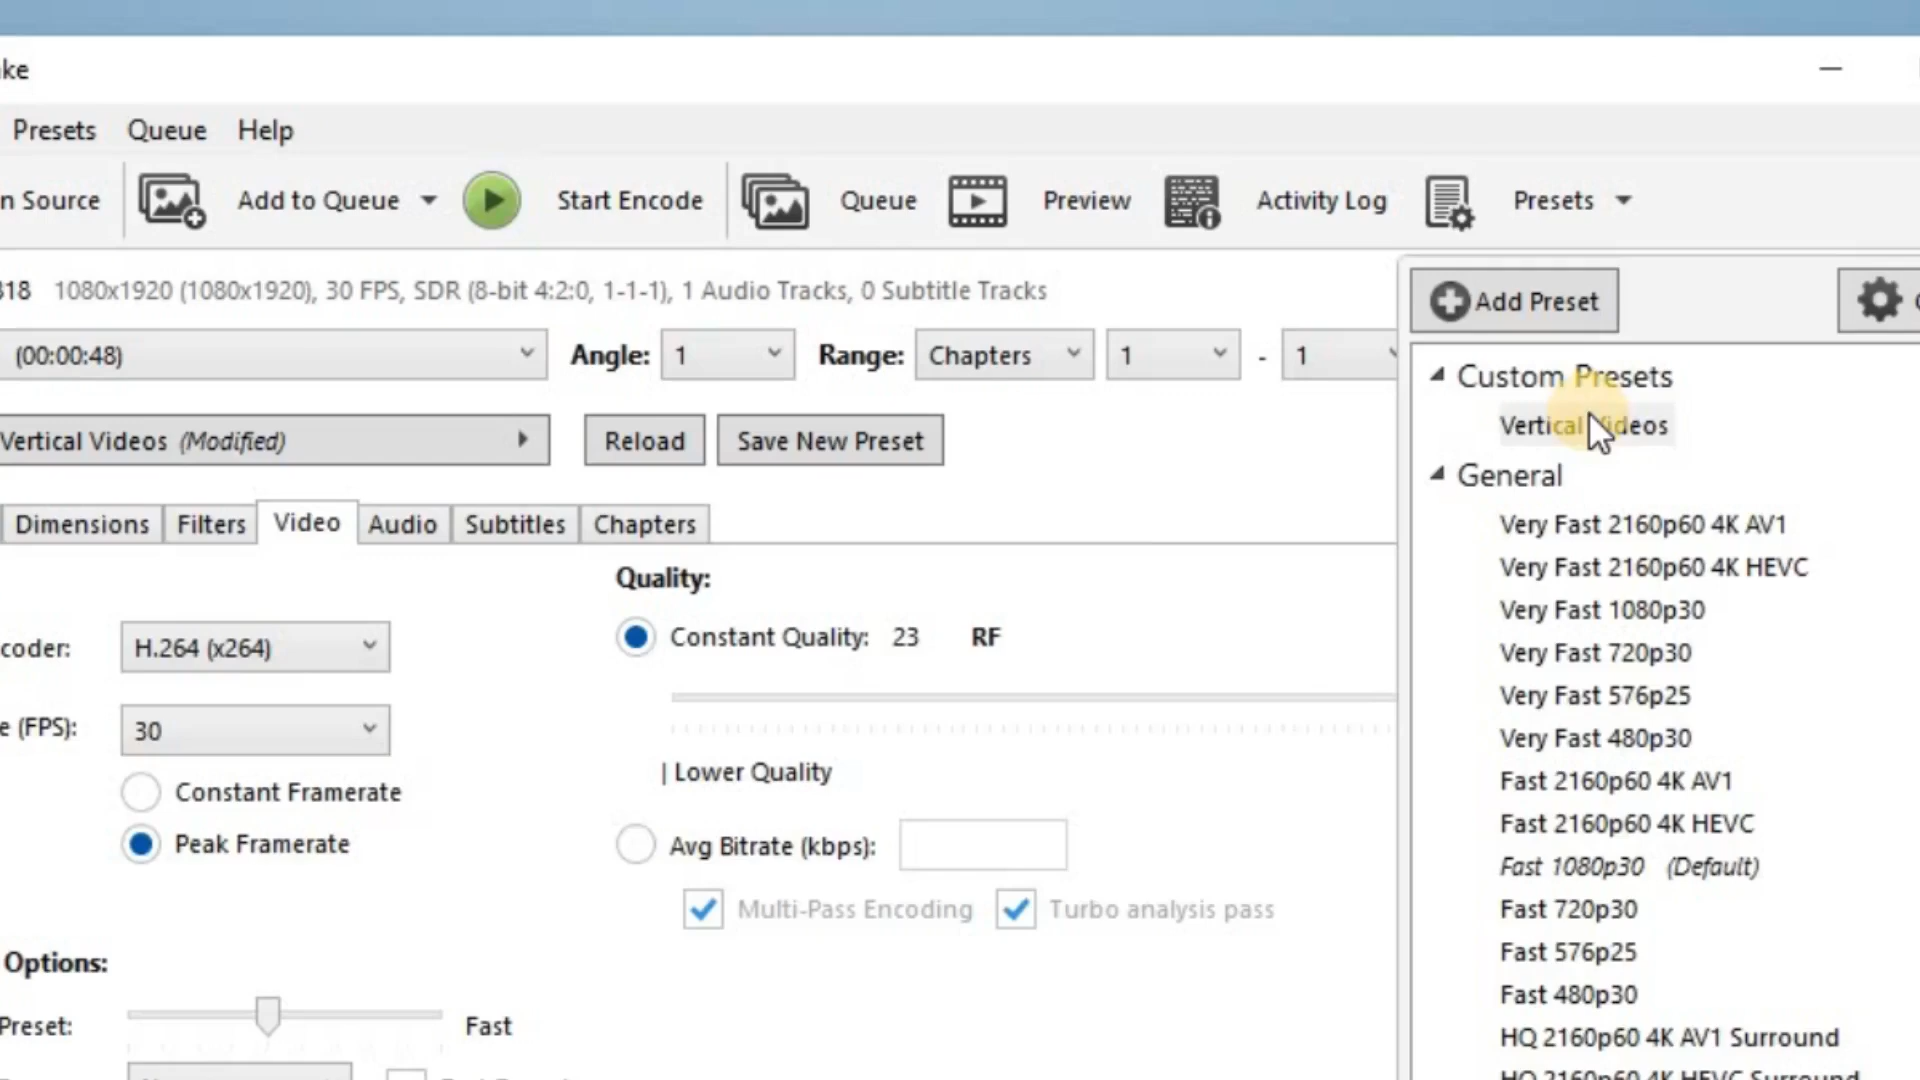 ke
Presets Queue Help
n Source Add to Queue Start Encode Queue Preview Activity Log Presets
318 1080x1920 (1080x1920), 30 FPS, SDR (8-bit 4:2:0, 1-1-1), 1 Audio Tracks, 0 Subtitle Tracks
Add Preset
(00:00:48) Angle: 1 Range: Chapters 1 - 1
Custom Presets
Vertical Videos
Vertical Videos (Modified) Reload Save New Preset
General
Dimensions Filters Video Audio Subtitles Chapters
Very Fast 2160p60 4K AV1
Very Fast 2160p60 4K HEVC
Very Fast 1080p30
Very Fast 720p30
Very Fast 576p25
Very Fast 480p30
Fast 2160p60 4K AV1
Fast 2160p60 4K HEVC
Fast 1080p30 (Default)
Fast 720p30
Fast 576p25
Fast 480p30
HQ 2160p60 4K AV1 Surround
HQ 2160p60 4K HEVC Surround
Quality:
coder: H.264 (x264)
Constant Quality: 23 RF
e (FPS): 30
| Lower Quality
Constant Framerate
Peak Framerate
Avg Bitrate (kbps):
Multi-Pass Encoding Turbo analysis pass
Options:
Preset: Fast